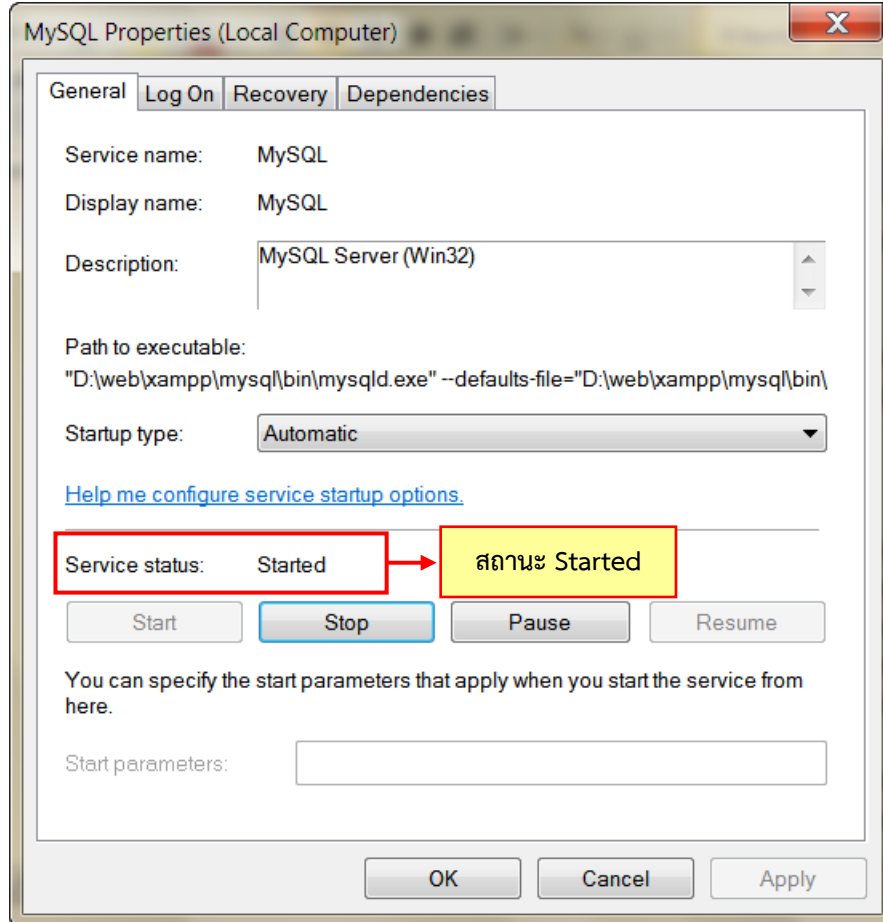 MySQL Properties (Local Computer)
General Log On Recovery Dependencies
Service name: MySQL
Display name: MySQL
Description: MySQL Server (Win32)
Path to executable:
"D:\web\xampp\mysql\bin\mysqld.exe" --defaults-file="D:\web\xampp\mysql\bin\
Startup type: Automatic
Help me configure service startup options.
Service status: Started
สถานะ Started
Start Stop Pause Resume
You can specify the start parameters that apply when you start the service from
here.
Start parameters:
OK Cancel Apply